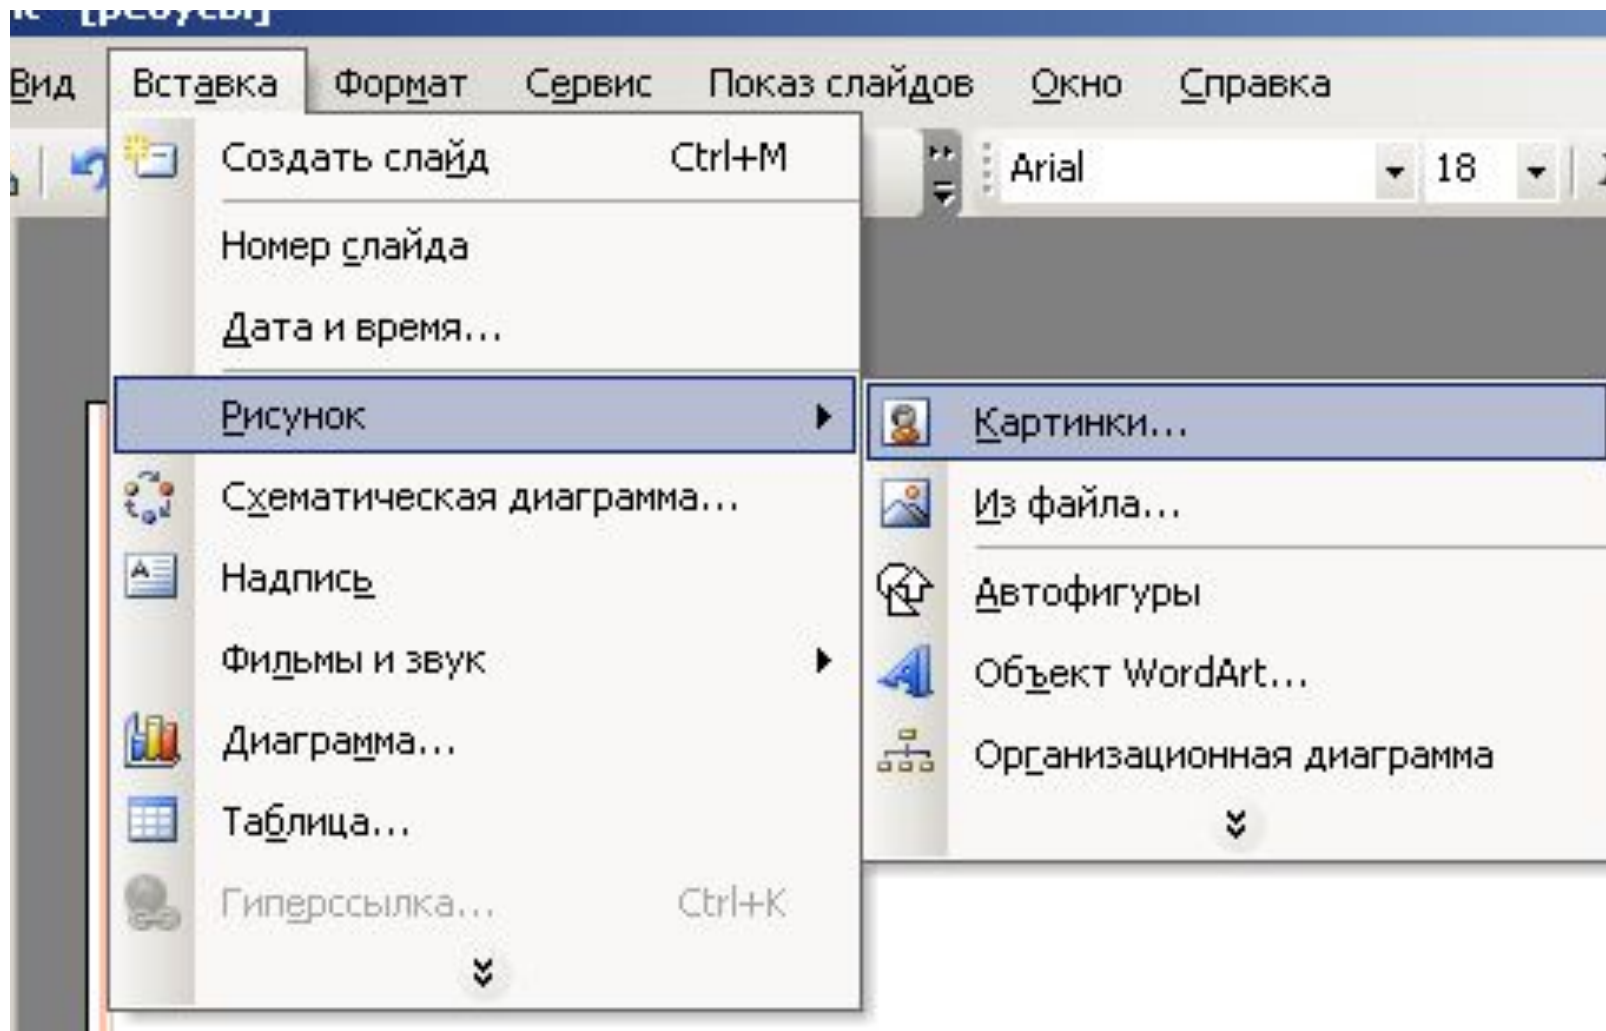 [ребусы]
Вид Вставка Формат Сервис Показ слайдов Окно Справка
Arial 18
Создать слайд Ctrl+M
Номер слайда
Дата и время...
Рисунок
Схематическая диаграмма...
Надпись
Фильмы и звук
Диаграмма...
Таблица...
Гиперссылка... Ctrl+K
Картинки...
Из файла...
Автофигуры
Объект WordArt...
Организационная диаграмма